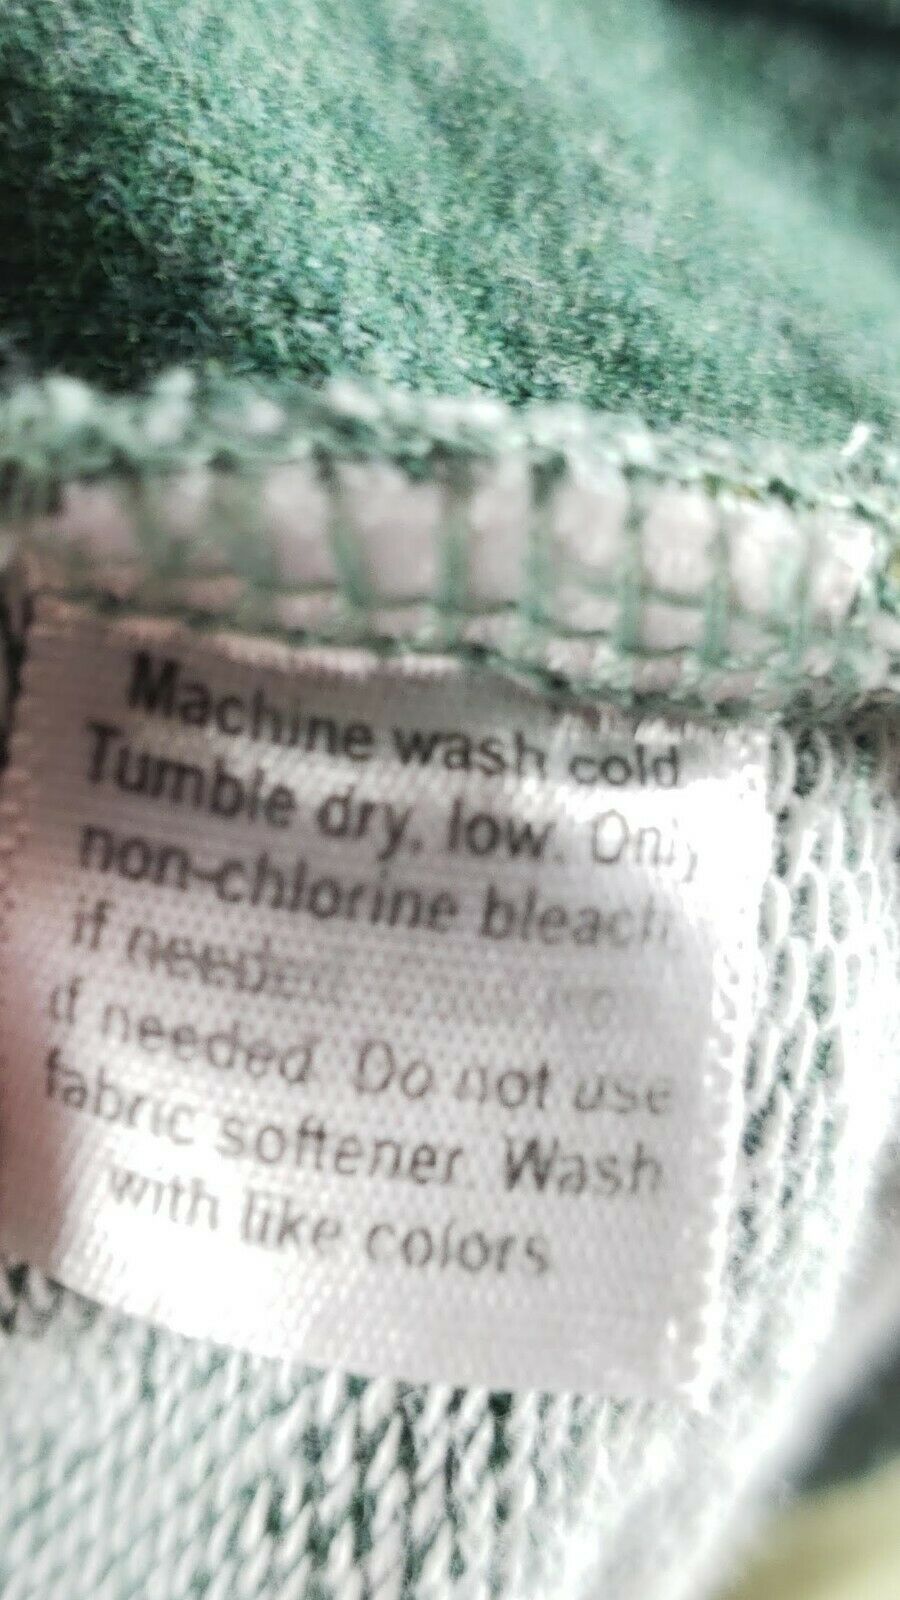 Machine wash cold
Tumble dry, low. Only
non-chlorine bleach
if needed
if needed. Do not use
fabric softener. Wash
with like colors